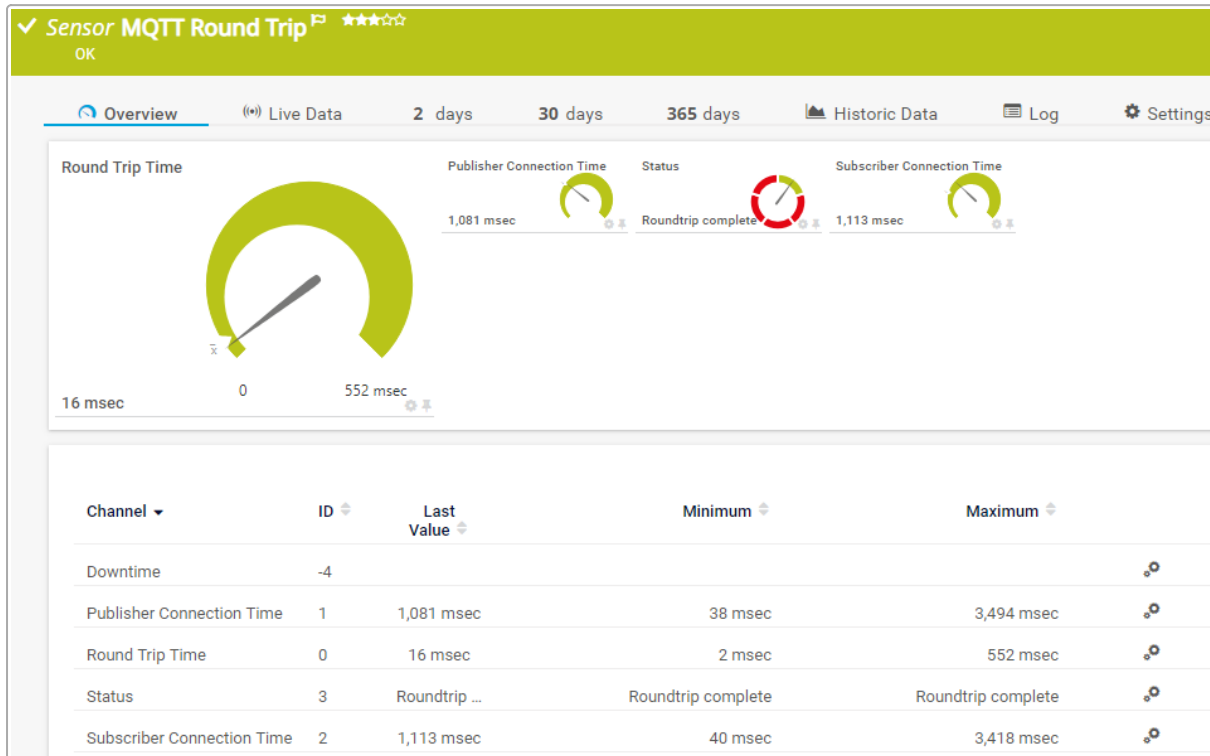 Sensor MQTT Round Trip
OK
Overview Live Data 2 days 30 days 365 days Historic Data Log Settings
Round Trip Time
Publisher Connection Time Status Subscriber Connection Time
1,081 msec Roundtrip complete 1,113 msec
x
0 552 msec
16 msec
Channel ID Last Value Minimum Maximum
Downtime -4
Publisher Connection Time 1 1,081 msec 38 msec 3,494 msec
Round Trip Time 0 16 msec 2 msec 552 msec
Status 3 Roundtrip ... Roundtrip complete Roundtrip complete
Subscriber Connection Time 2 1,113 msec 40 msec 3,418 msec